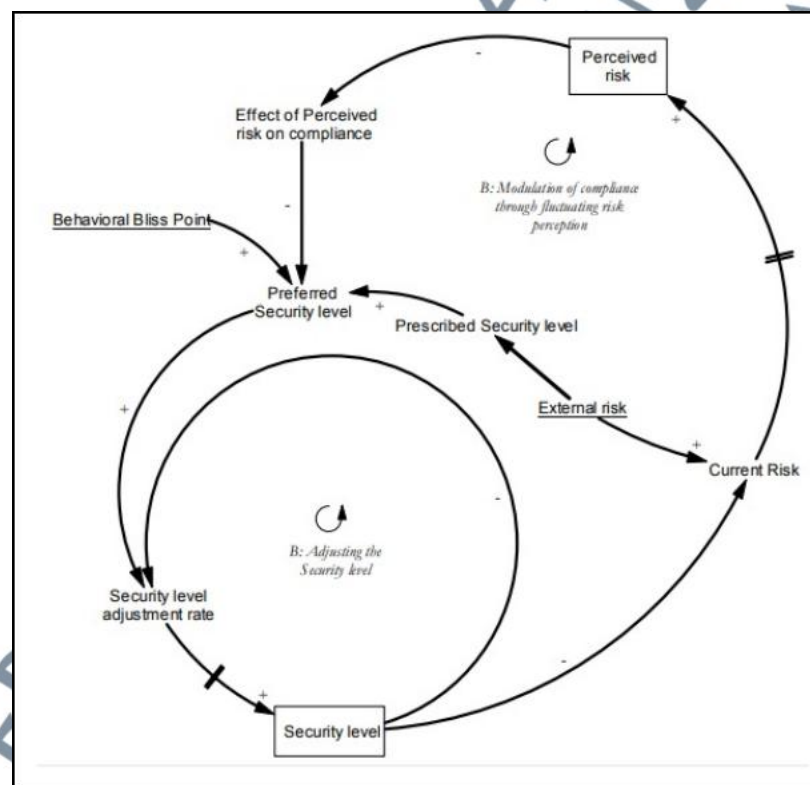 Perceived
risk
-
Effect of Perceived
risk on compliance
+
B: Modulation of compliance
through fluctuating risk
perception
-
Behavioral Bliss Point
+
Preferred
Security level
+
Prescribed Security level
+
External risk
+
Current Risk
-
B: Adjusting the
Security level
Security level
adjustment rate
-
+
Security level